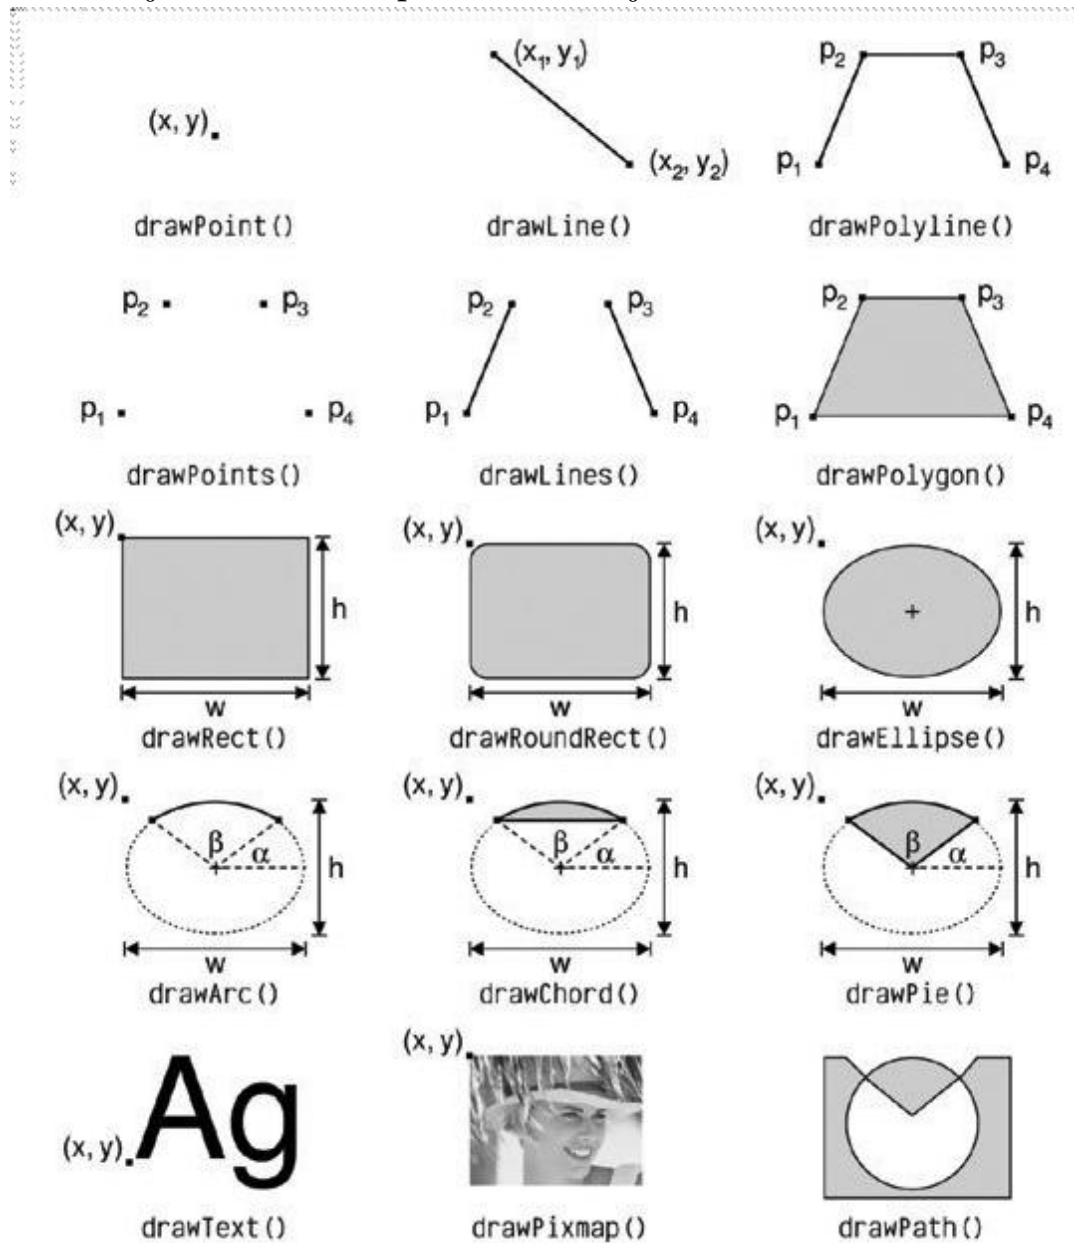 (x₁, y₁)
p₂ p₃
(x, y)
(x₂, y₂)
p₁ p₄
drawPoint() drawLine() drawPolyline()
p₂ p₃ p₂ p₃ p₂ p₃
p₁ p₄ p₁ p₄ p₁ p₄
drawPoints() drawLines() drawPolygon()
(x, y) (x, y) (x, y)
h h + h
w w w
drawRect() drawRoundRect() drawEllipse()
(x, y) (x, y) (x, y)
β α h β α h β α h
w w w
drawArc() drawChord() drawPie()
(x, y)
Ag
(x, y)
drawText() drawPixmap() drawPath()